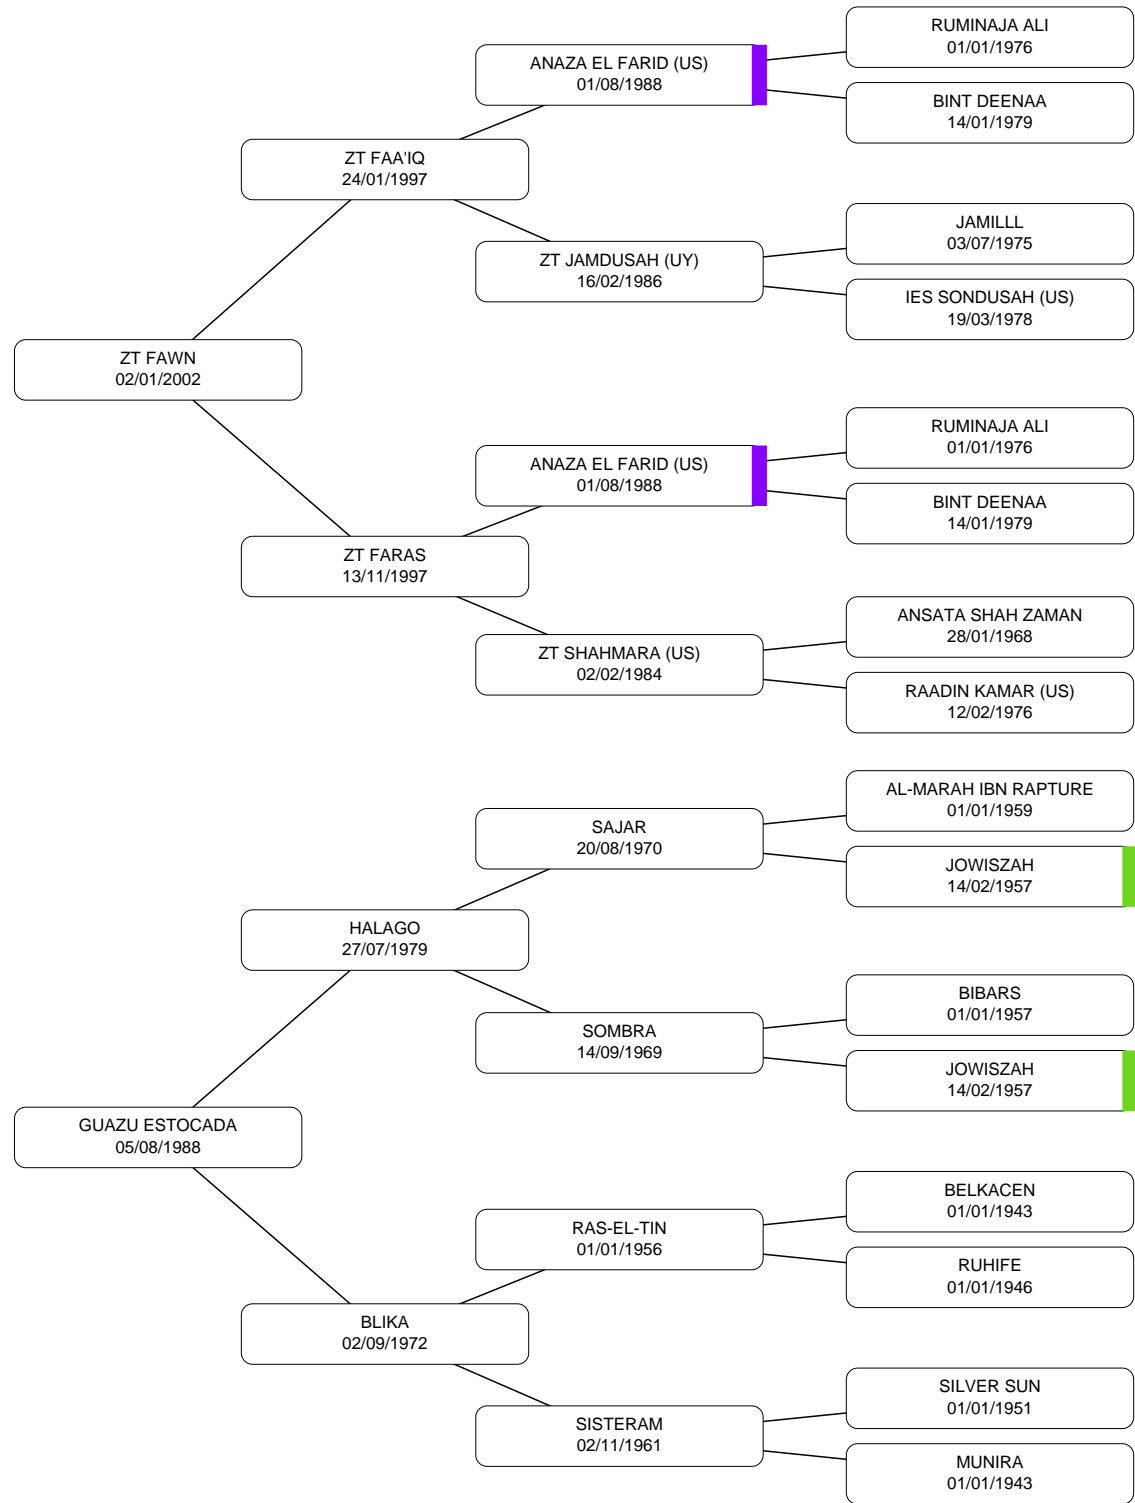 RUMINAJA ALI
01/01/1976
ANAZA EL FARID (US)
01/08/1988
BINT DEENAA
14/01/1979
ZT FAA'IQ
24/01/1997
JAMILLL
03/07/1975
ZT JAMDUSAH (UY)
16/02/1986
IES SONDUSAH (US)
19/03/1978
ZT FAWN
02/01/2002
RUMINAJA ALI
01/01/1976
ANAZA EL FARID (US)
01/08/1988
BINT DEENAA
14/01/1979
ZT FARAS
13/11/1997
ANSATA SHAH ZAMAN
28/01/1968
ZT SHAHMARA (US)
02/02/1984
RAADIN KAMAR (US)
12/02/1976
AL-MARAH IBN RAPTURE
01/01/1959
SAJAR
20/08/1970
JOWISZAH
14/02/1957
HALAGO
27/07/1979
BIBARS
01/01/1957
SOMBRA
14/09/1969
JOWISZAH
14/02/1957
GUAZU ESTOCADA
05/08/1988
BELKACEN
01/01/1943
RAS-EL-TIN
01/01/1956
RUHIFE
01/01/1946
BLIKA
02/09/1972
SILVER SUN
01/01/1951
SISTERAM
02/11/1961
MUNIRA
01/01/1943